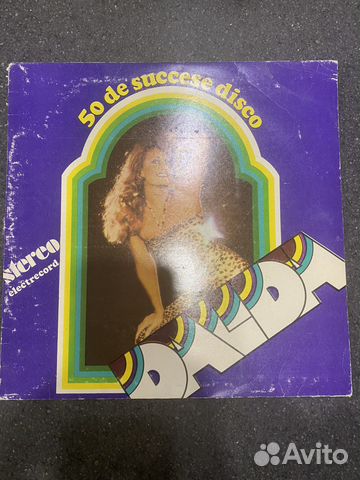 50 de succese disco
stereo
electrecord
DALIDA
Avito